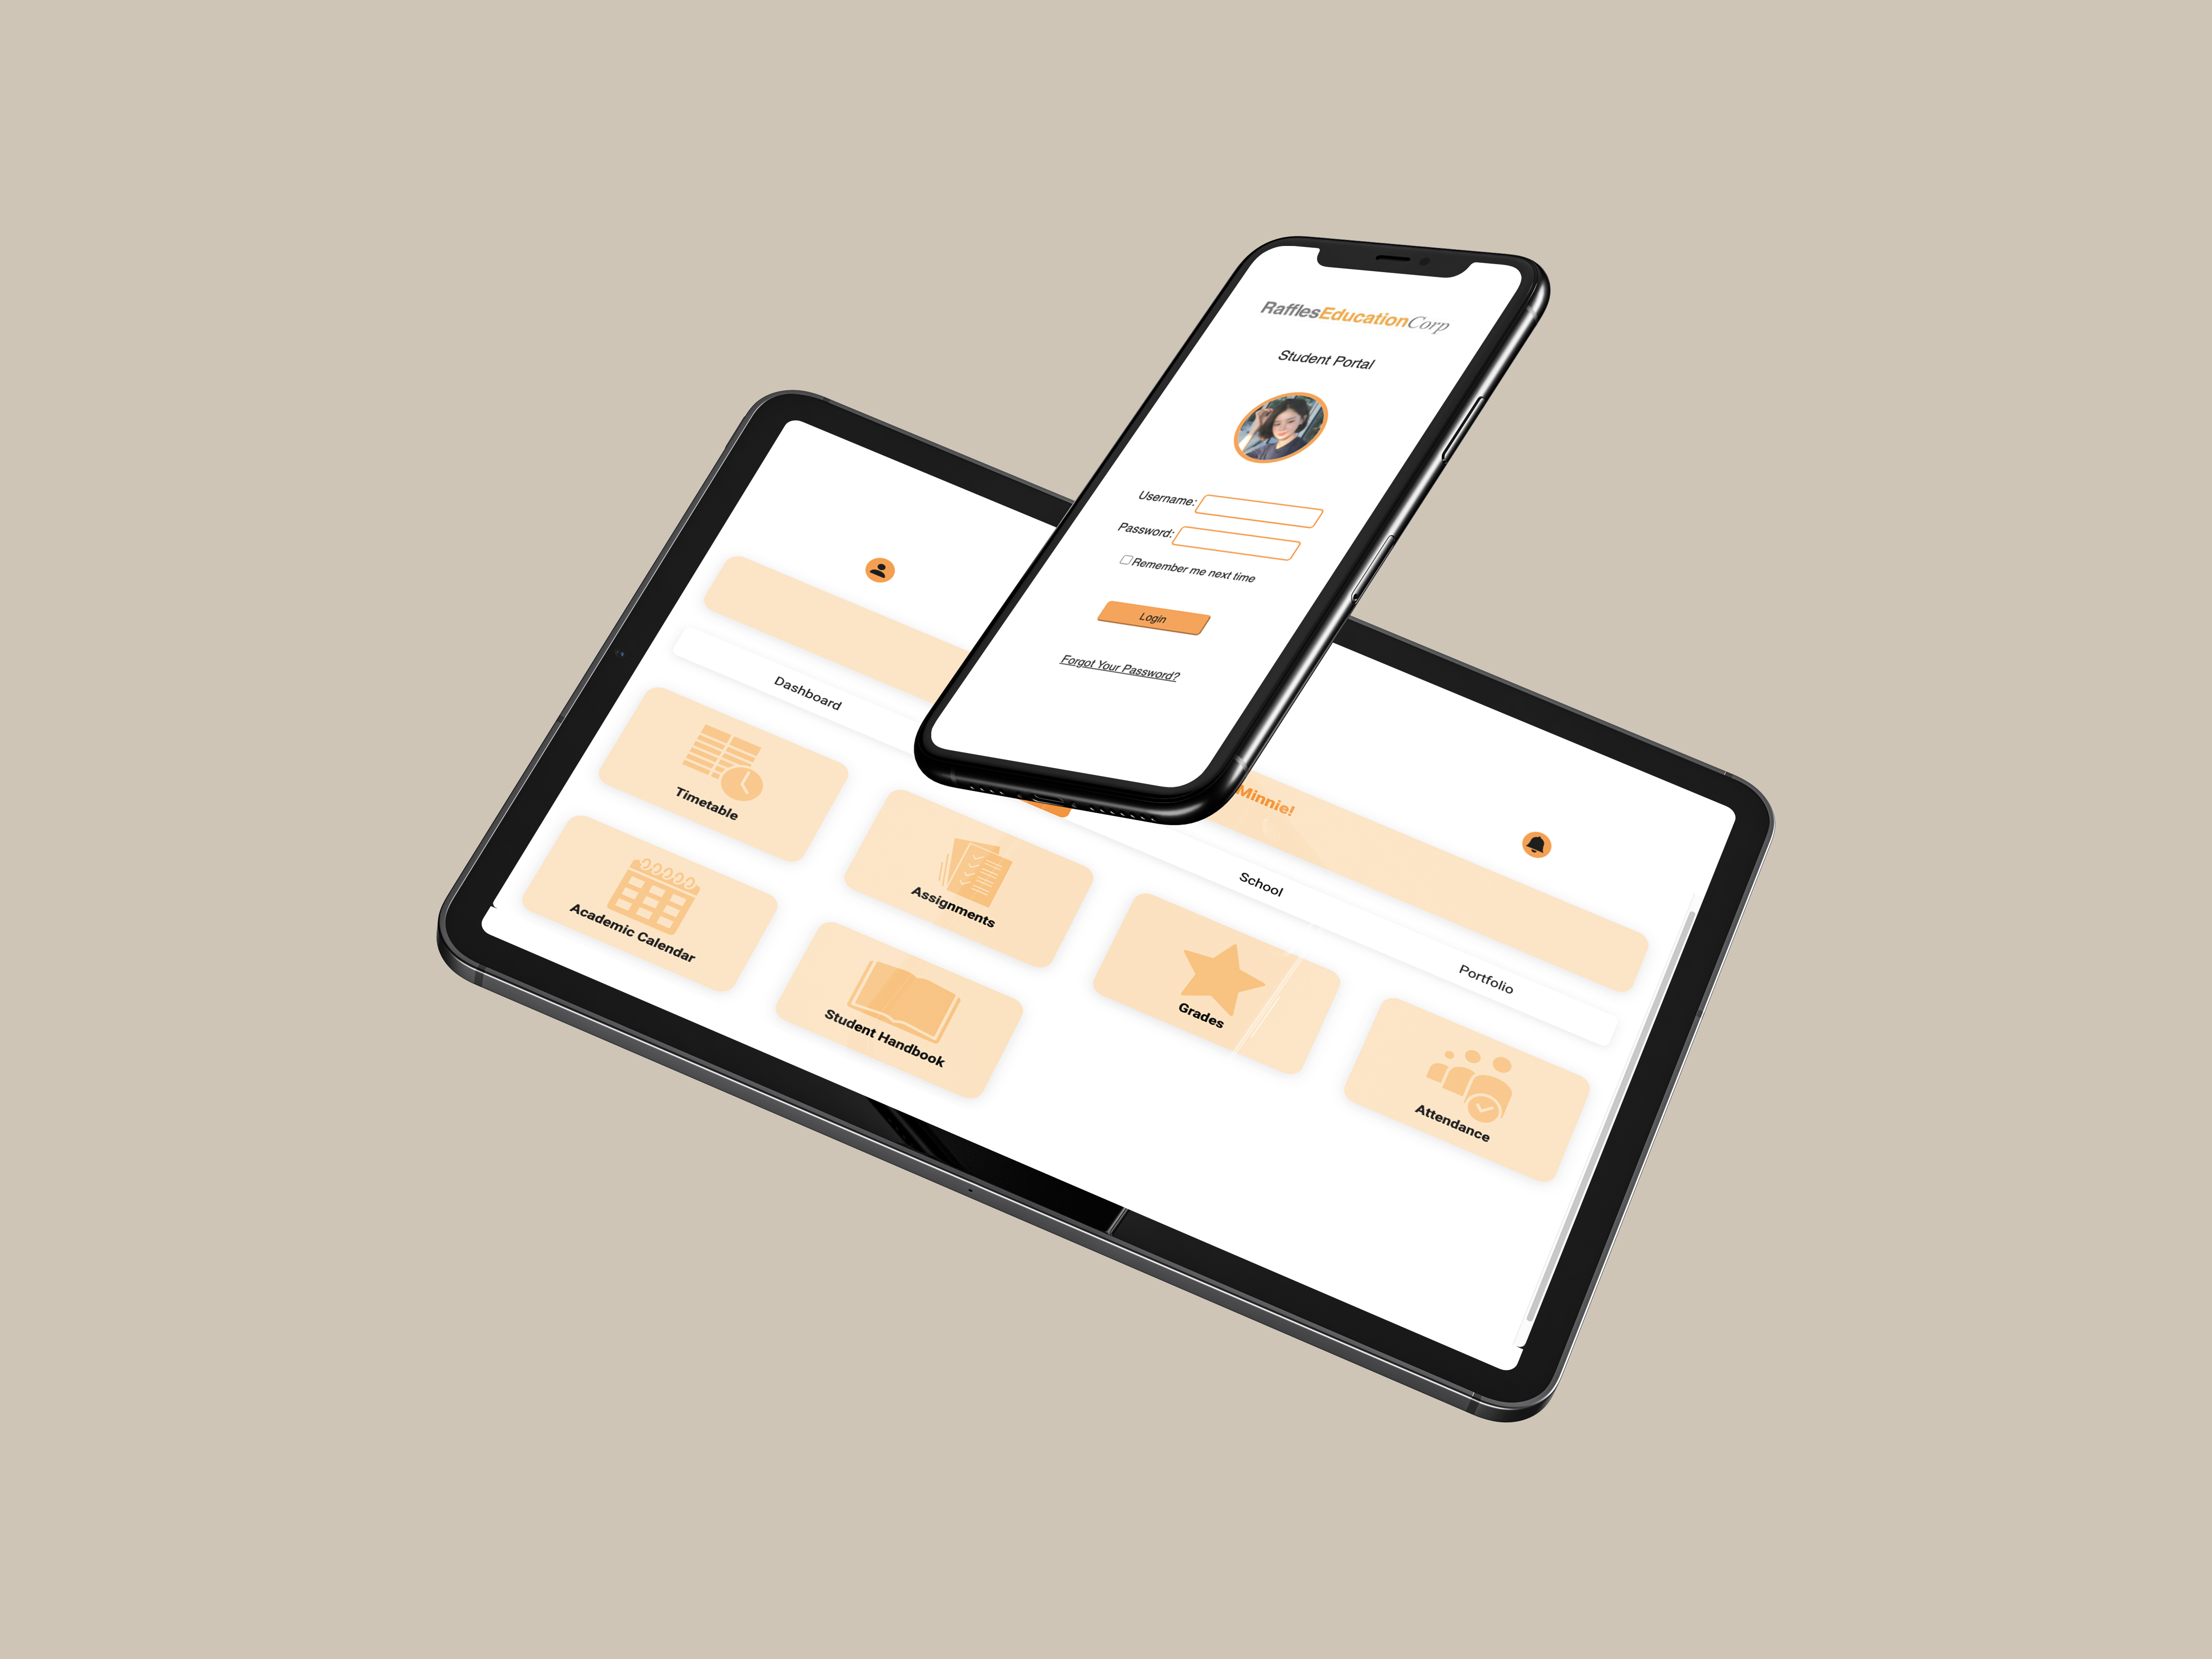 RafflesEducationCorp
Student Portal
Username:
Password:
Remember me next time
Login
Forgot Your Password?
Minnie!
Dashboard
School
Portfolio
Timetable
Assignments
Grades
Attendance
Academic Calendar
Student Handbook